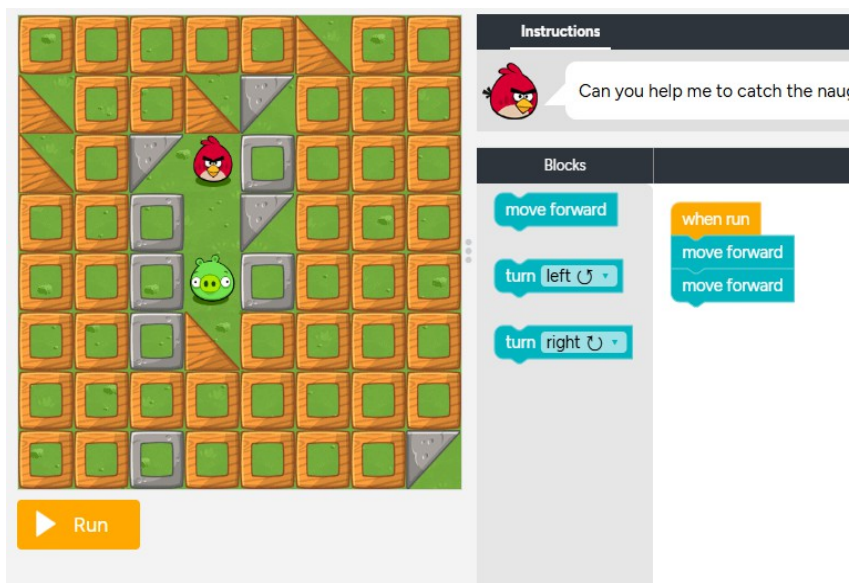 Instructions
Can you help me to catch the naug
Blocks
move forward
turn left
turn right
when run
move forward
move forward
Run